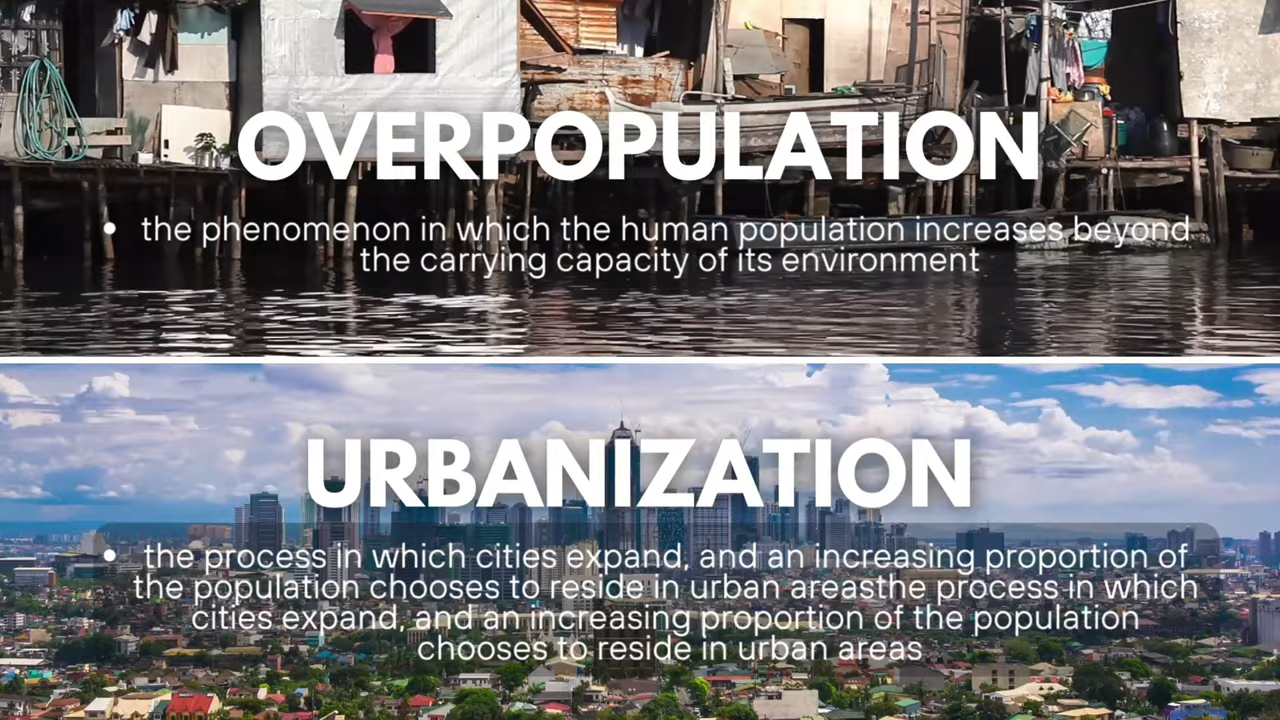 OVERPOPULATION
• the phenomenon in which the human population increases beyond
the carrying capacity of its environment
URBANIZATION
• the process in which cities expand, and an increasing proportion of
the population chooses to reside in urban areasthe process in which
cities expand, and an increasing proportion of the population
chooses to reside in urban areas